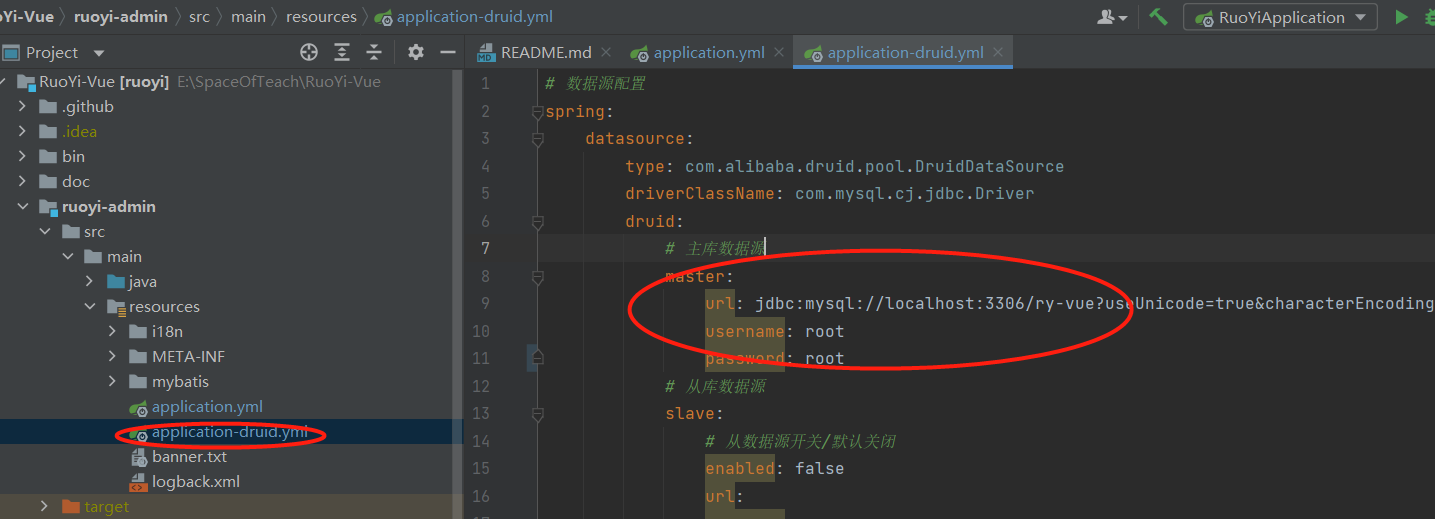 oYi-Vue ruoyi-admin src main resources application-druid.yml RuoYiApplication
Project README.md application.yml application-druid.yml
RuoYi-Vue [ruoyi] E:\SpaceOfTeach\RuoYi-Vue
.github
.idea
bin
doc
ruoyi-admin
src
main
java
resources
i18n
META-INF
mybatis
application.yml
application-druid.yml
banner.txt
logback.xml
target
1 # 数据源配置
2 spring:
3 datasource:
4 type: com.alibaba.druid.pool.DruidDataSource
5 driverClassName: com.mysql.cj.jdbc.Driver
6 druid:
7 # 主库数据源
8 master:
9 url: jdbc:mysql://localhost:3306/ry-vue?useUnicode=true&characterEncoding
10 username: root
11 password: root
12 # 从库数据源
13 slave:
14 # 从数据源开关/默认关闭
15 enabled: false
16 url: